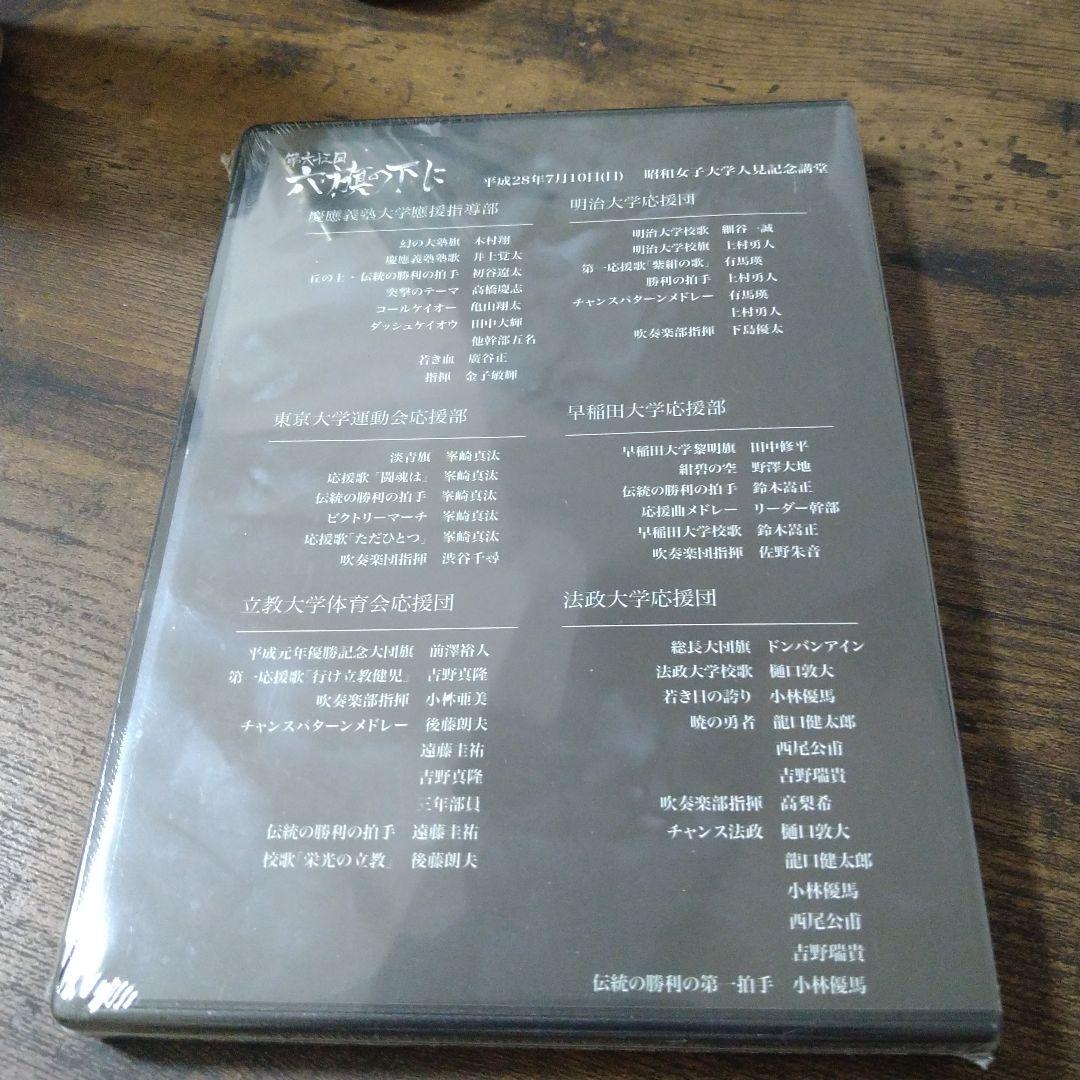 第六十三回
六旗の下に
平成28年7月10日(日) 昭和女子大学人見記念講堂
慶應義塾大学應援指導部
幻の大塾旗 木村翔
慶應義塾塾歌 井上覚太
丘の上・伝統の勝利の拍手 初谷遼太
突撃のテーマ 高橋慶志
コールケイオー 亀山翔太
ダッシュケイオウ 田中大輝
他幹部五名
若き血 廣谷正
指揮 金子敏輝
明治大学応援団
明治大学校歌 細谷一誠
明治大学校旗 上村勇人
第一応援歌「紫紺の歌」 有馬瑛
勝利の拍手 上村勇人
チャンスパターンメドレー 有馬瑛
上村勇人
吹奏楽部指揮 下島優太
東京大学運動会応援部
淡青旗 峯崎真汰
応援歌「闘魂は」 峯崎真汰
伝統の勝利の拍手 峯崎真汰
ビクトリーマーチ 峯崎真汰
応援歌「ただひとつ」 峯崎真汰
吹奏楽団指揮 渋谷千尋
早稲田大学応援部
早稲田大学黎明旗 田中修平
紺碧の空 野澤大地
伝統の勝利の拍手 鈴木嵩正
応援曲メドレー リーダー幹部
早稲田大学校歌 鈴木嵩正
吹奏楽団指揮 佐野朱音
立教大学体育会応援団
平成元年優勝記念大団旗 前澤裕人
第一応援歌「行け立教健児」 吉野真隆
吹奏楽部指揮 小林亜美
チャンスパターンメドレー 後藤朗夫
遠藤圭祐
吉野真隆
三年部員
伝統の勝利の拍手 遠藤圭祐
校歌「栄光の立教」 後藤朗夫
法政大学応援団
総長大団旗 ドンバンアイン
法政大学校歌 樋口敦大
若き日の誇り 小林優馬
暁の勇者 龍口健太郎
西尾公甫
吉野瑞貴
吹奏楽部指揮 高梨希
チャンス法政 樋口敦大
龍口健太郎
小林優馬
西尾公甫
吉野瑞貴
伝統の勝利の第一拍手 小林優馬